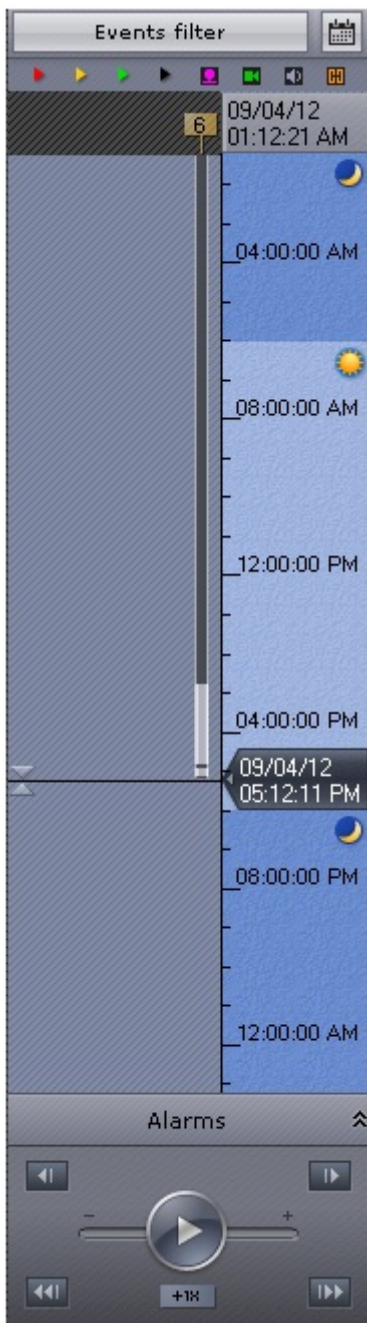 Events filter
6
09/04/12
01:12:21 AM
04:00:00 AM
08:00:00 AM
12:00:00 PM
04:00:00 PM
09/04/12
05:12:11 PM
08:00:00 PM
12:00:00 AM
Alarms
- +
+1X